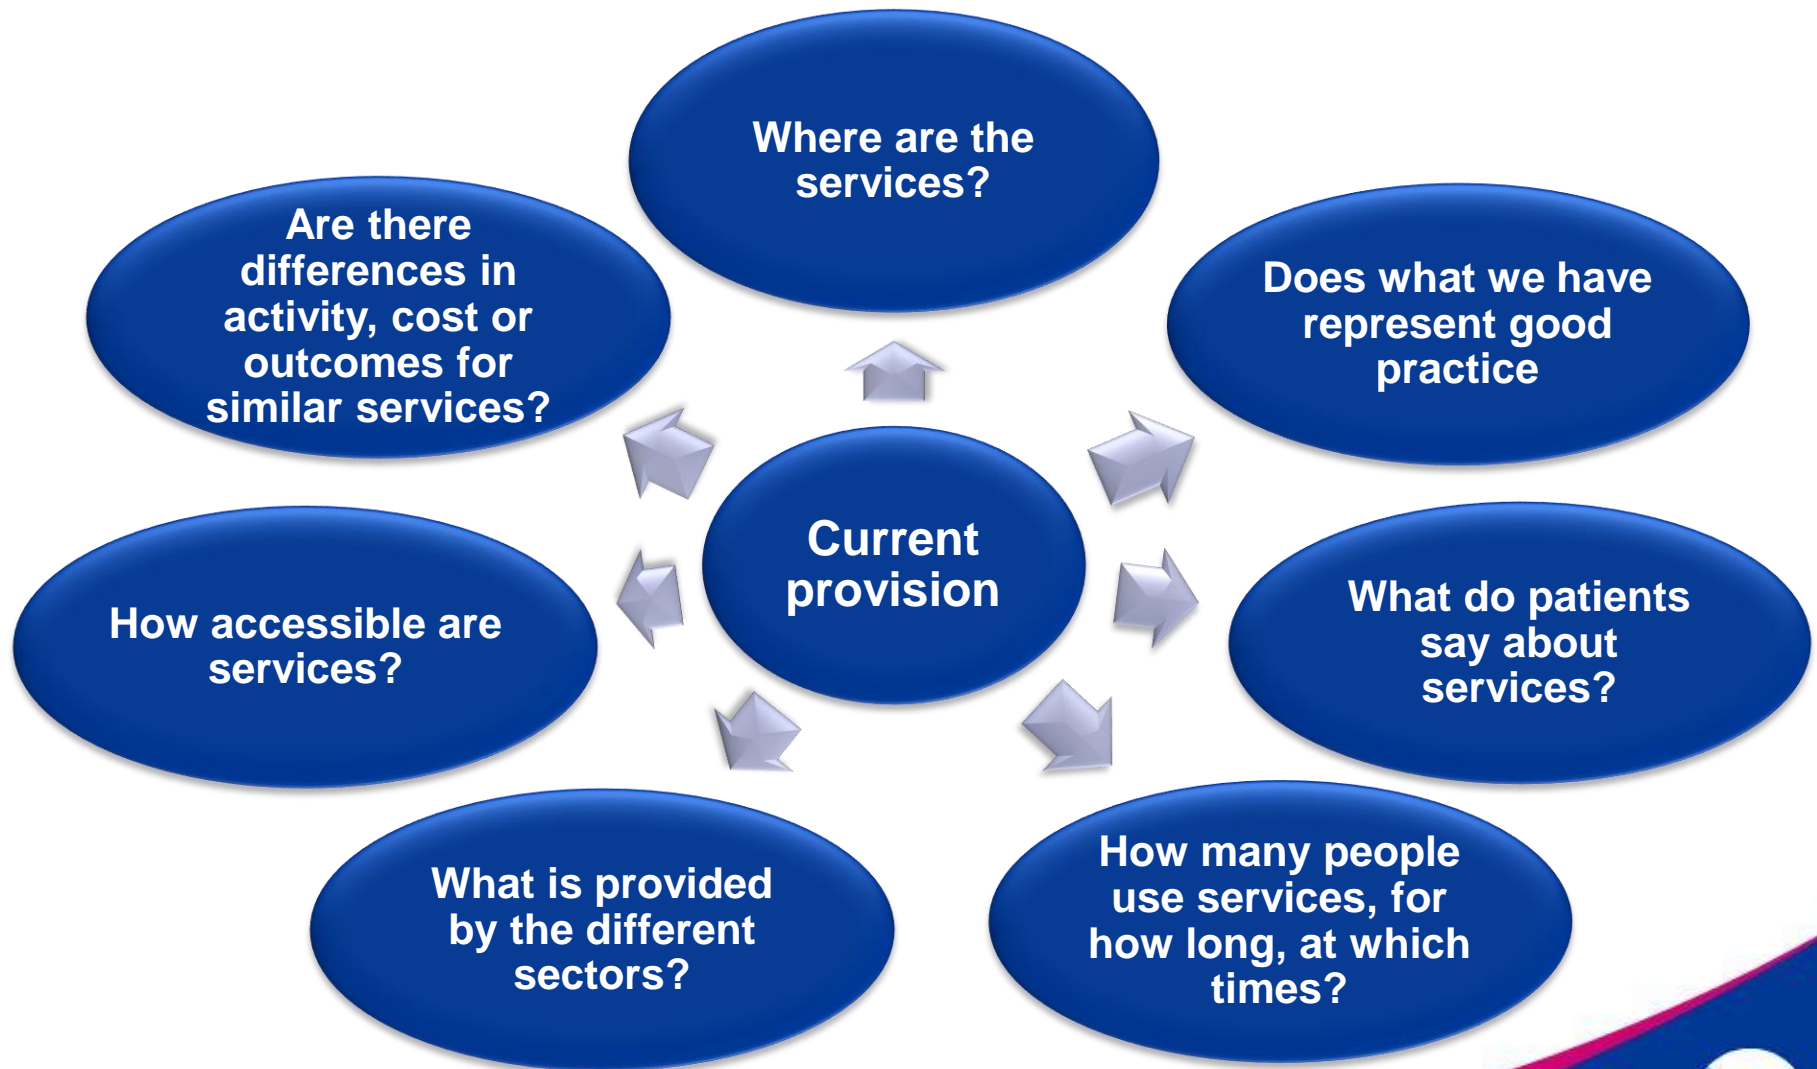 Where are the
services?
Does what we have
represent good
practice
What do patients
say about
services?
How many people
use services, for
how long, at which
times?
What is provided
by the different
sectors?
How accessible are
services?
Are there
differences in
activity, cost or
outcomes for
similar services?
Current
provision